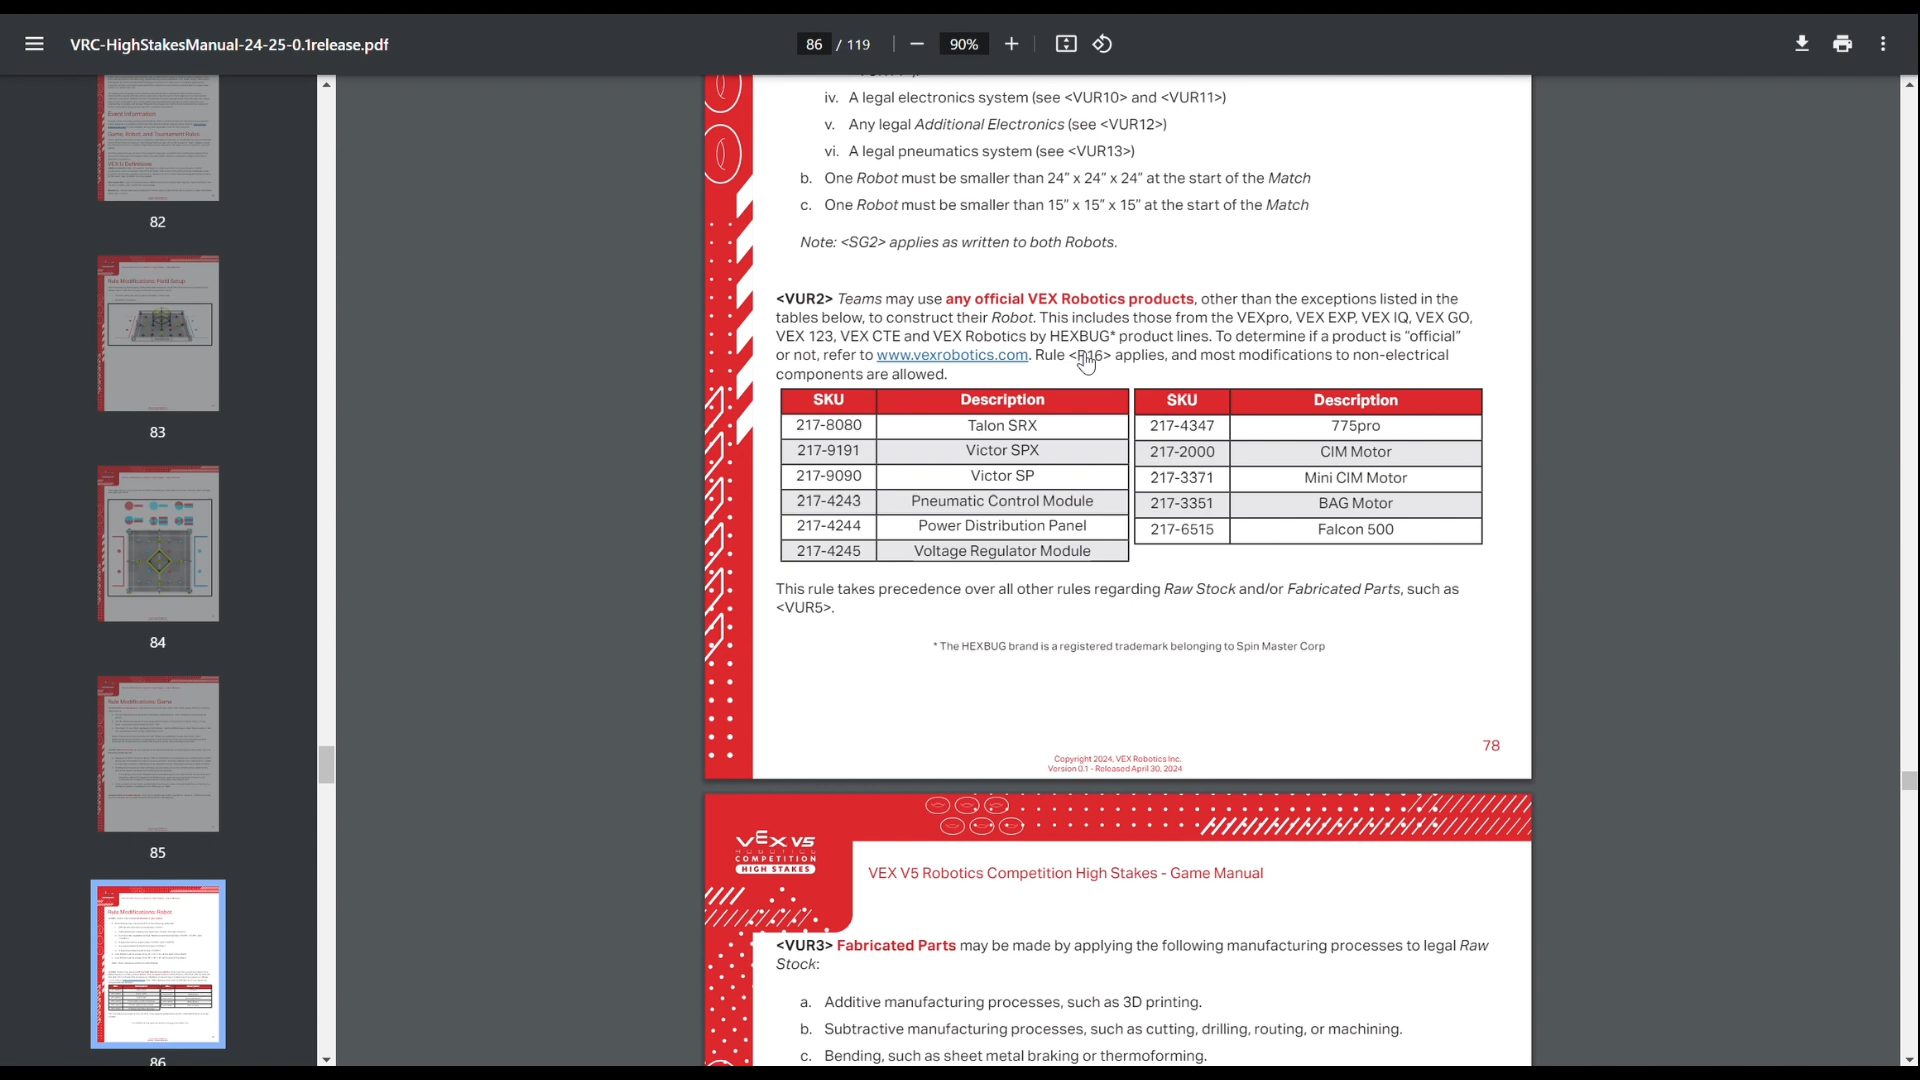 VRC-HighStakesManual-24-25-0.1release.pdf
86 / 119
90%
82
83
84
85
86
iv. A legal electronics system (see <VUR10> and <VUR11>)
v. Any legal Additional Electronics (see <VUR12>)
vi. A legal pneumatics system (see <VUR13>)
b. One Robot must be smaller than 24” x 24” x 24” at the start of the Match
c. One Robot must be smaller than 15” x 15” x 15” at the start of the Match
Note: <SG2> applies as written to both Robots.
<VUR2> Teams may use any official VEX Robotics products, other than the exceptions listed in the
tables below, to construct their Robot. This includes those from the VEXpro, VEX EXP, VEX IQ, VEX GO,
VEX 123, VEX CTE and VEX Robotics by HEXBUG* product lines. To determine if a product is “official”
or not, refer to www.vexrobotics.com. Rule <R16> applies, and most modifications to non-electrical
components are allowed.
SKU Description SKU Description
217-8080 Talon SRX 217-4347 775pro
217-9191 Victor SPX 217-2000 CIM Motor
217-9090 Victor SP 217-3371 Mini CIM Motor
217-4243 Pneumatic Control Module 217-3351 BAG Motor
217-4244 Power Distribution Panel 217-6515 Falcon 500
217-4245 Voltage Regulator Module
This rule takes precedence over all other rules regarding Raw Stock and/or Fabricated Parts, such as
<VUR5>.
* The HEXBUG brand is a registered trademark belonging to Spin Master Corp
78
Copyright 2024, VEX Robotics Inc.
Version 0.1 - Released April 30, 2024
VEX V5
ROBOTICS
COMPETITION
HIGH STAKES
VEX V5 Robotics Competition High Stakes - Game Manual
<VUR3> Fabricated Parts may be made by applying the following manufacturing processes to legal Raw
Stock:
a. Additive manufacturing processes, such as 3D printing.
b. Subtractive manufacturing processes, such as cutting, drilling, routing, or machining.
c. Bending, such as sheet metal braking or thermoforming.